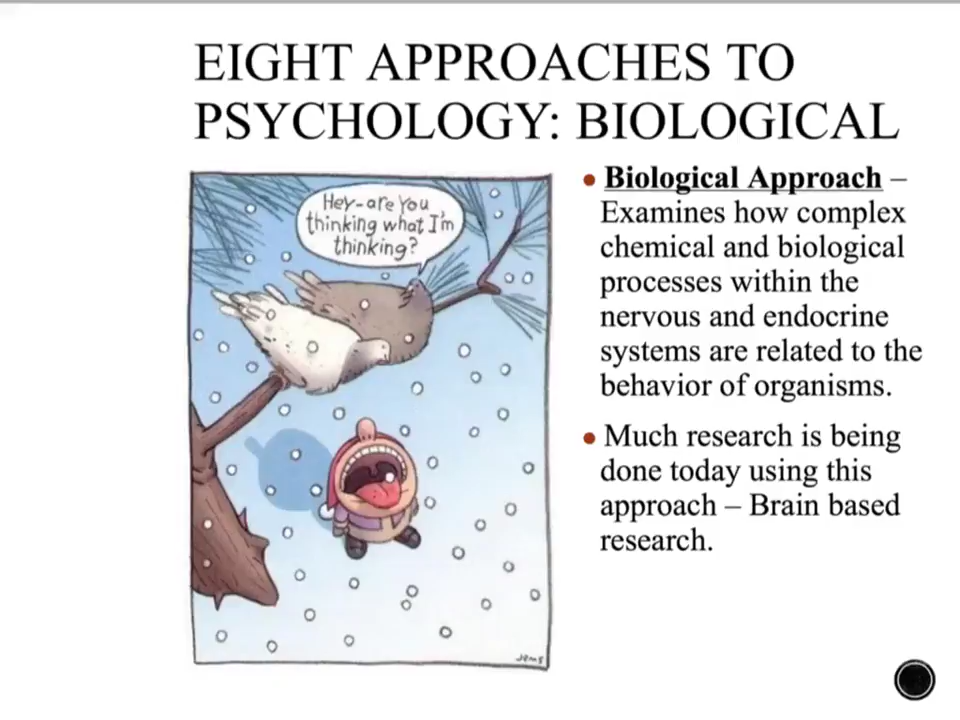 EIGHT APPROACHES TO
PSYCHOLOGY: BIOLOGICAL
Hey-are You
thinking what I'm
thinking?
● Biological Approach –
Examines how complex
chemical and biological
processes within the
nervous and endocrine
systems are related to the
behavior of organisms.
● Much research is being
done today using this
approach – Brain based
research.